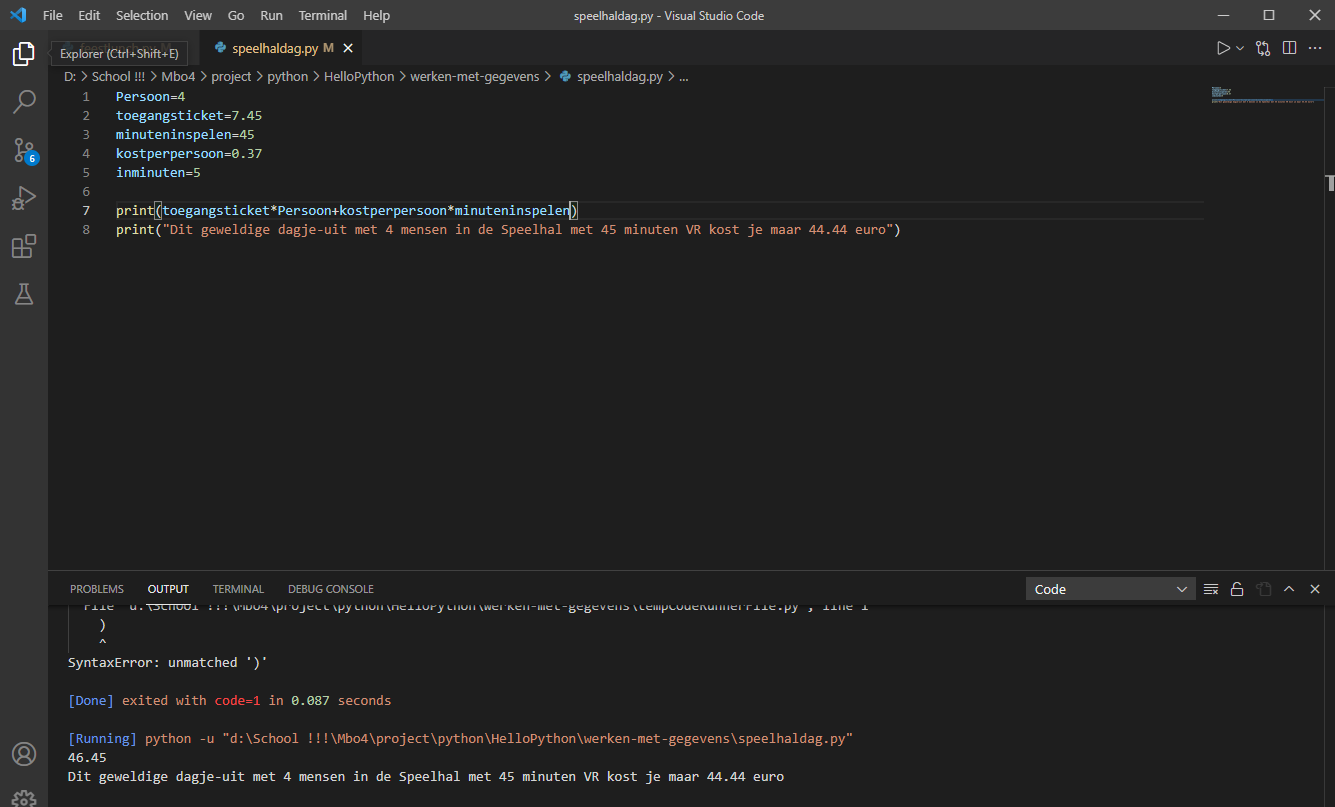 File Edit Selection View Go Run Terminal Help speelhaldag.py - Visual Studio Code
Explorer (Ctrl+Shift+E) speelhaldag.py M
D: > School !!! > Mbo4 > project > python > HelloPython > werken-met-gegevens > speelhaldag.py > ...
1 Persoon=4
2 toegangsticket=7.45
3 minuteninspelen=45
4 kostperpersoon=0.37
5 inminuten=5
6
7 print(toegangsticket*Persoon+kostperpersoon*minuteninspelen)
8 print("Dit geweldige dagje-uit met 4 mensen in de Speelhal met 45 minuten VR kost je maar 44.44 euro")
6
PROBLEMS OUTPUT TERMINAL DEBUG CONSOLE Code
File "d:\School !!!\Mbo4\project\python\HelloPython\werken-met-gegevens\tempCodeRunnerFile.py", line 1
)
^
SyntaxError: unmatched ')'
[Done] exited with code=1 in 0.087 seconds
[Running] python -u "d:\School !!!\Mbo4\project\python\HelloPython\werken-met-gegevens\speelhaldag.py"
46.45
Dit geweldige dagje-uit met 4 mensen in de Speelhal met 45 minuten VR kost je maar 44.44 euro